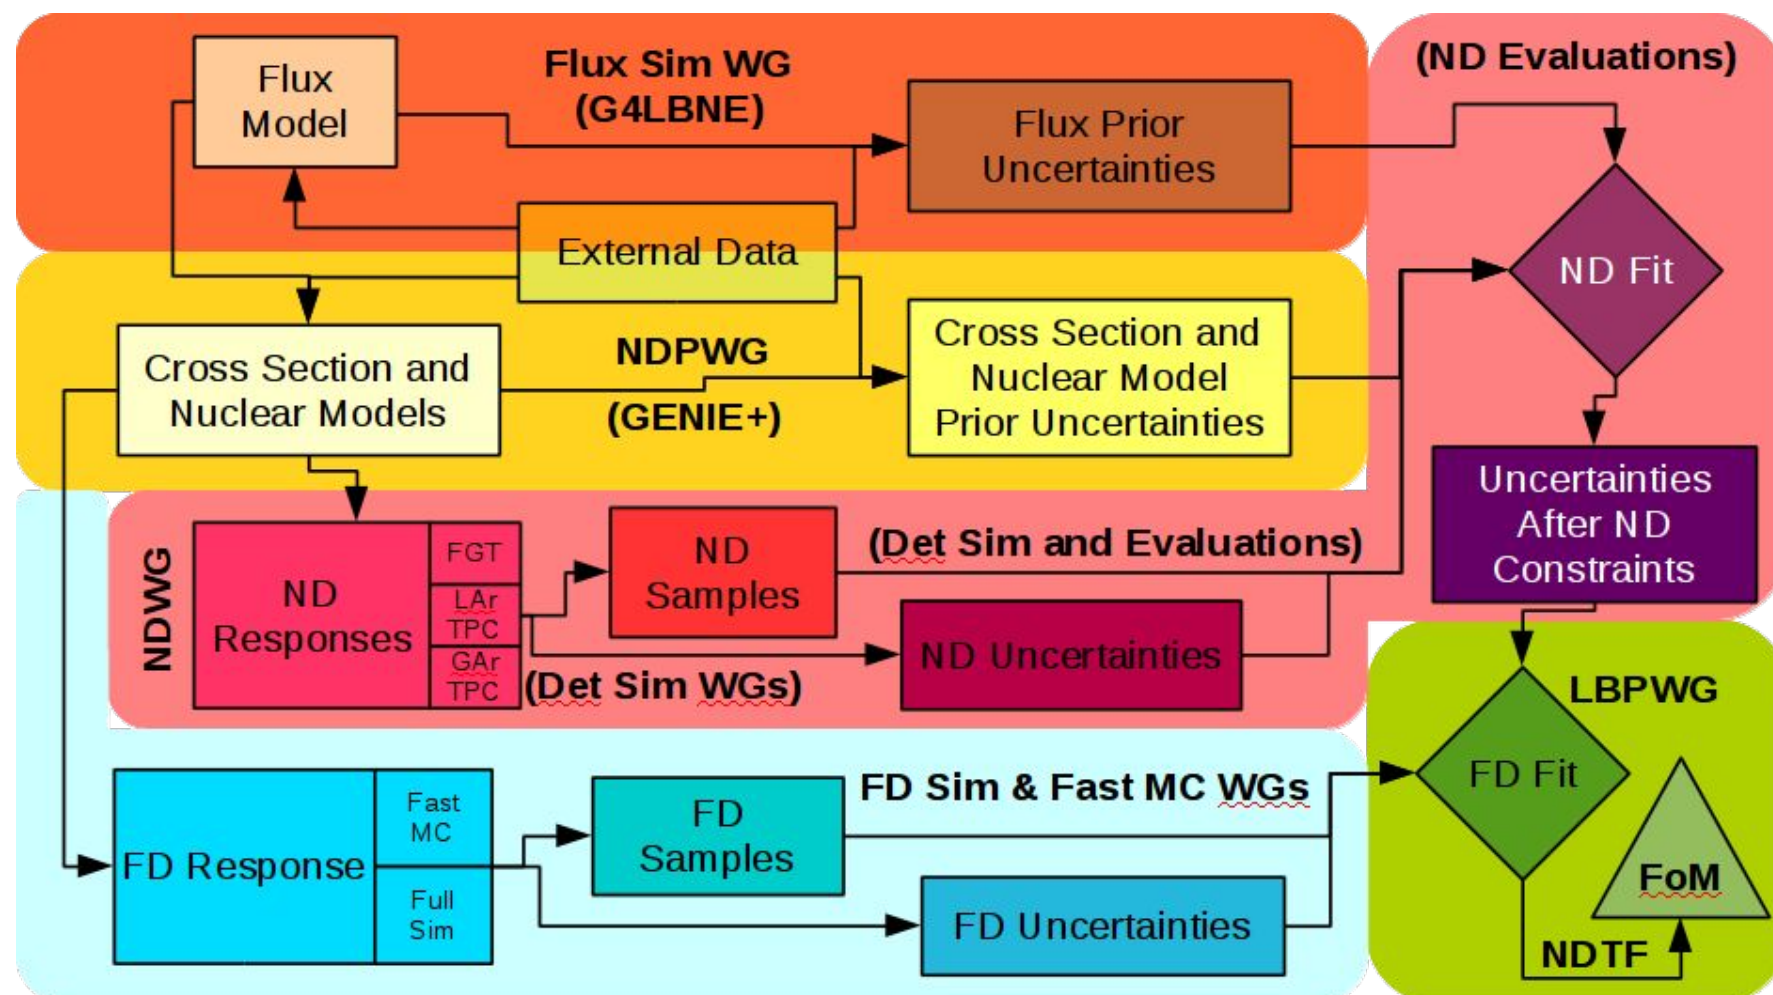 Flux
Model
Flux Sim WG
(G4LBNE)
Flux Prior
Uncertainties
(ND Evaluations)
External Data
ND Fit
Cross Section and
Nuclear Models
NDPWG
(GENIE+)
Cross Section and
Nuclear Model
Prior Uncertainties
Uncertainties
After ND
Constraints
NDWG
ND
Responses
FGT
LAr
TPC
GAr
TPC
ND
Samples
(Det Sim and Evaluations)
ND Uncertainties
(Det Sim WGs)
LBPWG
FD Response
Fast
MC
Full
Sim
FD
Samples
FD Sim & Fast MC WGs
FD Uncertainties
FD Fit
FoM
NDTF